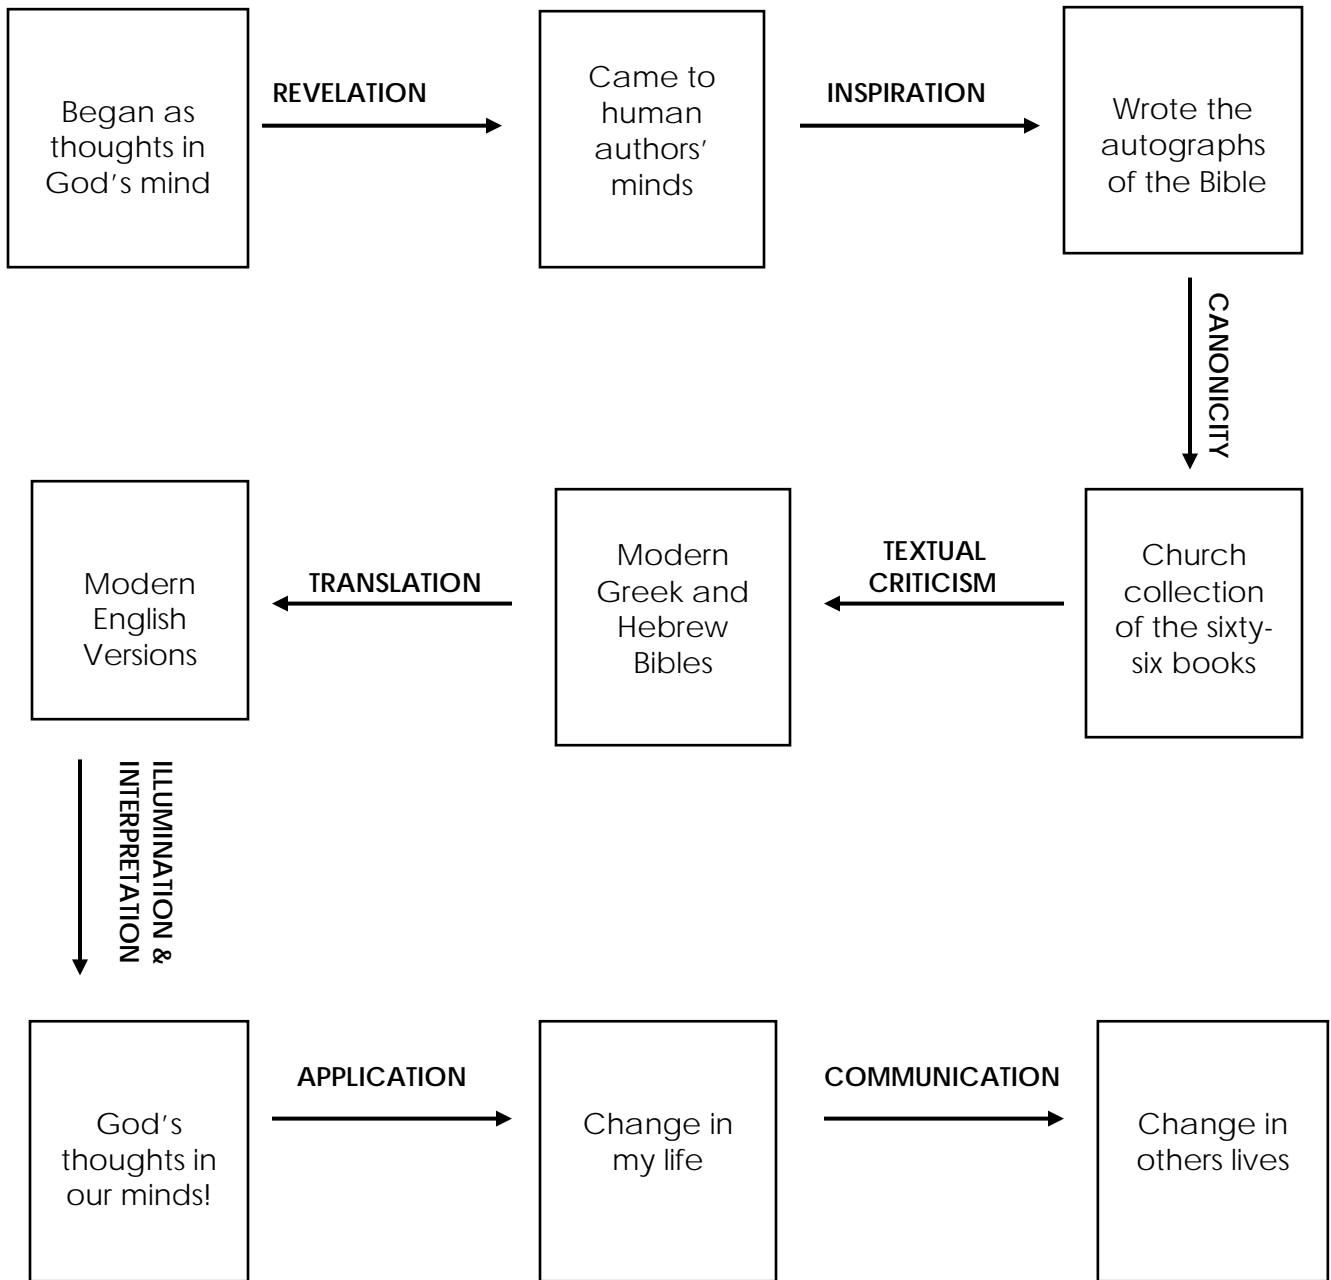 Began as
thoughts in
God's mind
REVELATION
Came to
human
authors'
minds
INSPIRATION
Wrote the
autographs
of the Bible
CANONICITY
Church
collection
of the sixty-
six books
TEXTUAL
CRITICISM
Modern
Greek and
Hebrew
Bibles
TRANSLATION
Modern
English
Versions
ILLUMINATION &
INTERPRETATION
God's
thoughts in
our minds!
APPLICATION
Change in
my life
COMMUNICATION
Change in
others lives